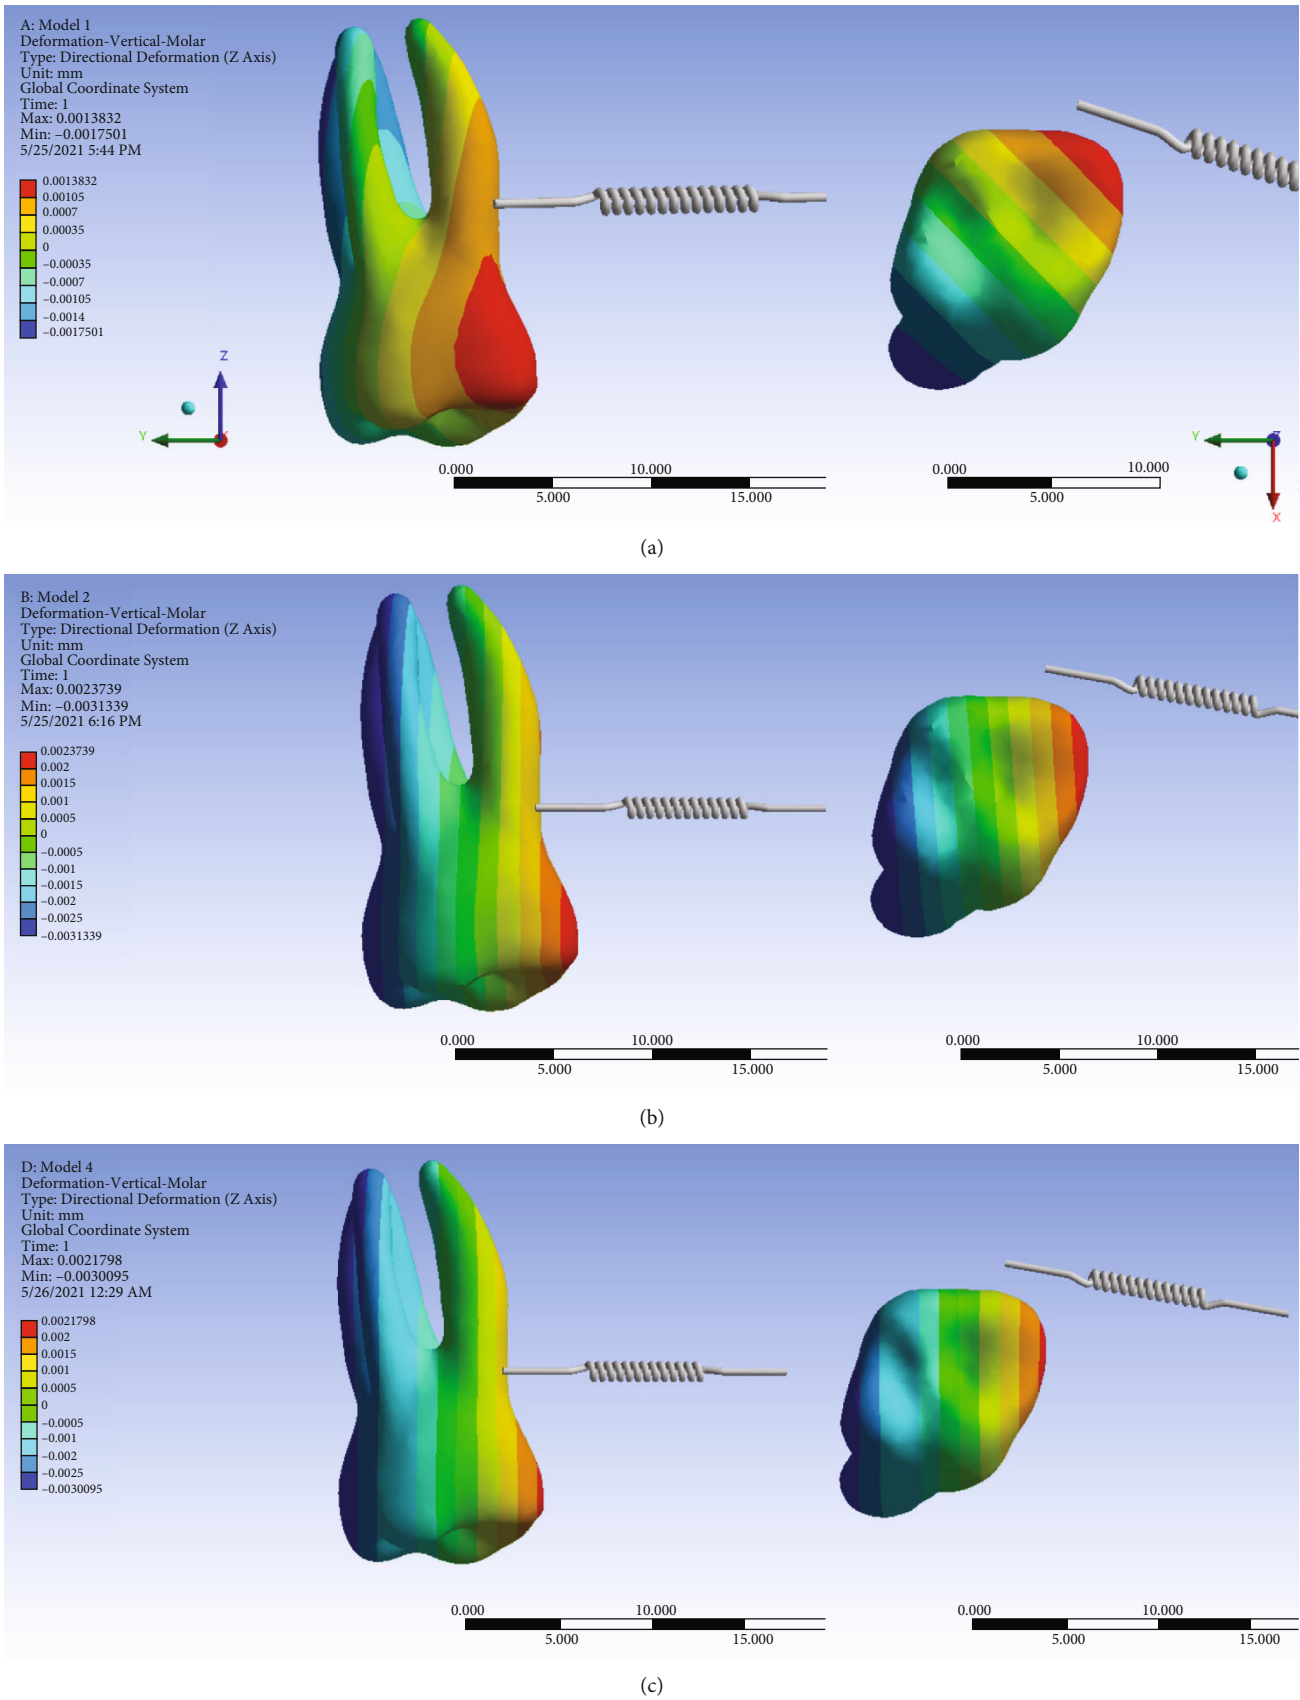 A: Model 1
Deformation-Vertical-Molar
Type: Directional Deformation (Z Axis)
Unit: mm
Global Coordinate System
Time: 1
Max: 0.0013832
Min: –0.0017501
5/25/2021 5:44 PM
0.0013832
0.00105
0.0007
0.00035
0
–0.00035
–0.0007
–0.00105
–0.0014
–0.0017501
Z
Y
0.000 10.000
5.000 15.000
0.000 10.000
5.000
Y Z
X
(a)
B: Model 2
Deformation-Vertical-Molar
Type: Directional Deformation (Z Axis)
Unit: mm
Global Coordinate System
Time: 1
Max: 0.0023739
Min: –0.0031339
5/25/2021 6:16 PM
0.0023739
0.002
0.0015
0.001
0.0005
0
–0.0005
–0.001
–0.0015
–0.002
–0.0025
–0.0031339
0.000 10.000
5.000 15.000
0.000 10.000
5.000 15.000
(b)
D: Model 4
Deformation-Vertical-Molar
Type: Directional Deformation (Z Axis)
Unit: mm
Global Coordinate System
Time: 1
Max: 0.0021798
Min: –0.0030095
5/26/2021 12:29 AM
0.0021798
0.002
0.0015
0.001
0.0005
0
–0.0005
–0.001
–0.002
–0.0025
–0.0030095
0.000 10.000
5.000 15.000
0.000 10.000
5.000 15.000
(c)